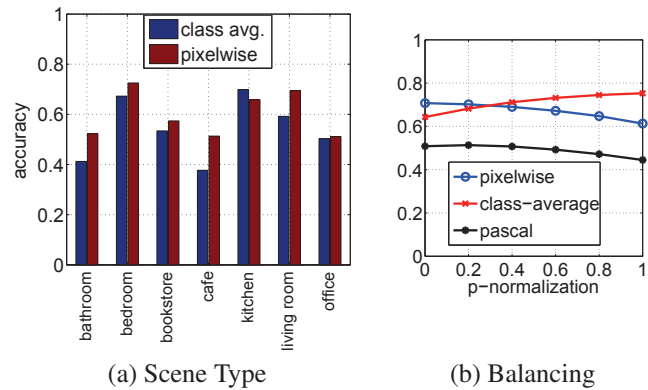 class avg.
pixelwise
accuracy
1
0.8
0.6
0.4
0.2
0
bathroom
bedroom
bookstore
cafe
kitchen
living room
office
(a) Scene Type
1
0.8
0.6
0.4
0.2
0
pixelwise
class-average
pascal
0 0.2 0.4 0.6 0.8 1
p-normalization
(b) Balancing